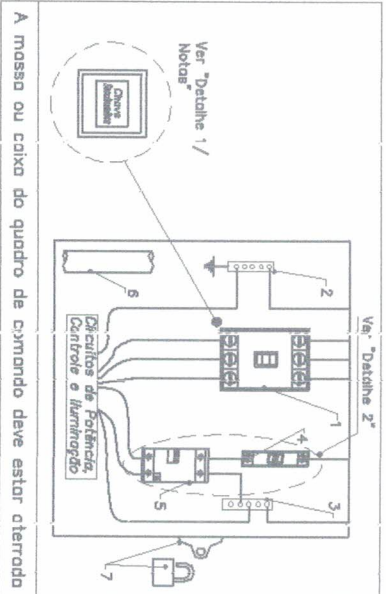 Ver "Detalhe 1/
Notas"
Chave
Ver "Detalhe 2"
2
1
4
3
5
6
7
Circuitos de Potência,
Controle e Iluminação
A massa ou caixa do quadro de comando deve estar aterrada